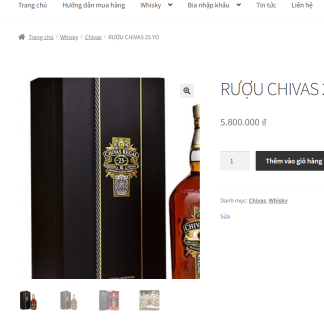 Trang chủ Hướng dẫn mua hàng Whisky Bia nhập khẩu Tin tức Liên hệ
Trang chủ > Whisky > Chivas > RƯỢU CHIVAS 25 YO
RƯỢU CHIVAS 2
5.800.000 ₫
1 Thêm vào giỏ hàng
Danh mục: Chivas, Whisky
Sửa
CHIVAS REGAL
25
CHIVAS